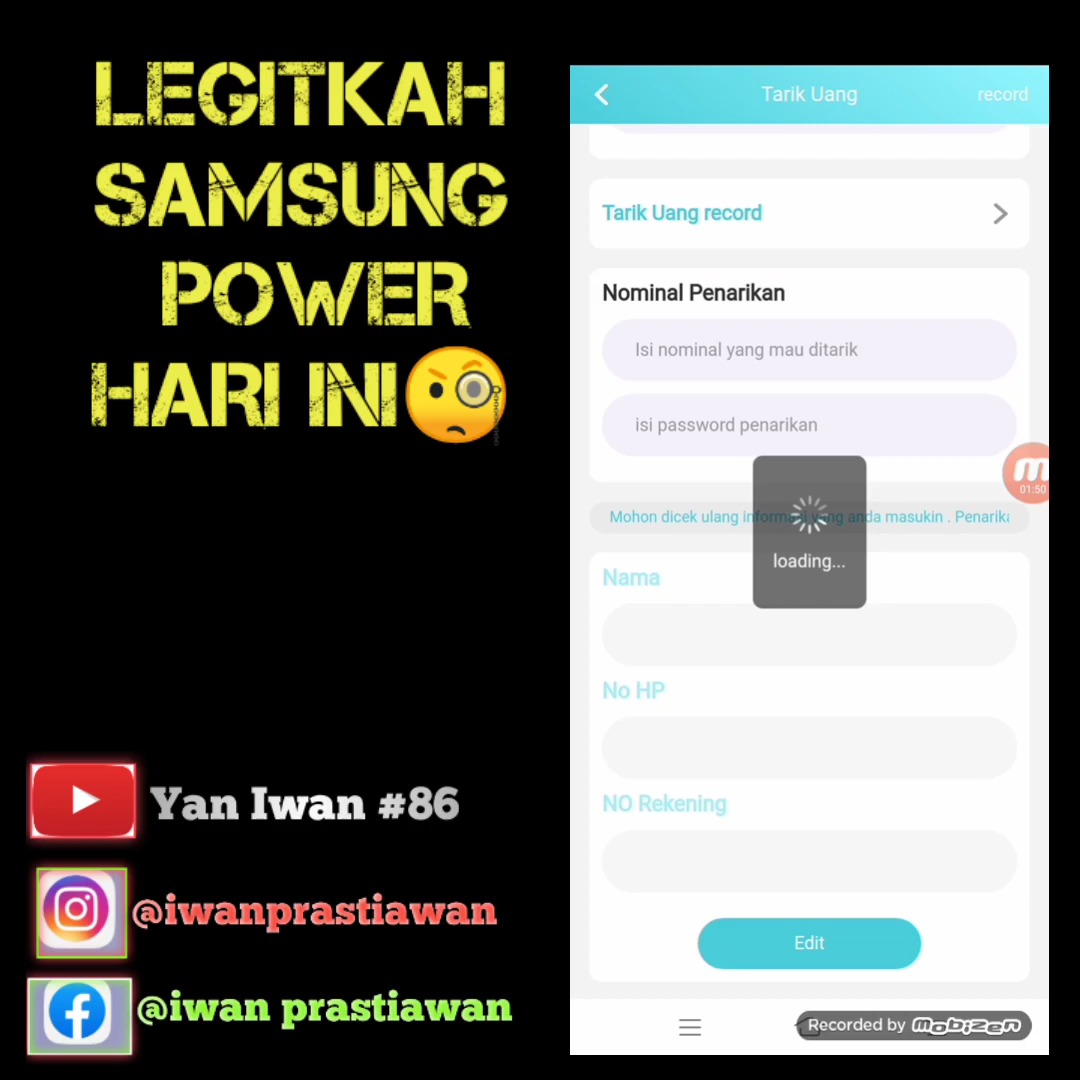 LEGITKAH
SAMSUNG
POWER
HARI INI
Yan Iwan #86
@iwanprastiawan
@iwan prastiawan
Tarik Uang
record
Tarik Uang record
Nominal Penarikan
Isi nominal yang mau ditarik
isi password penarikan
01:50
Mohon dicek ulang informasi yang anda masukin . Penarika
loading...
Nama
No HP
NO Rekening
Edit
Recorded by mobizen